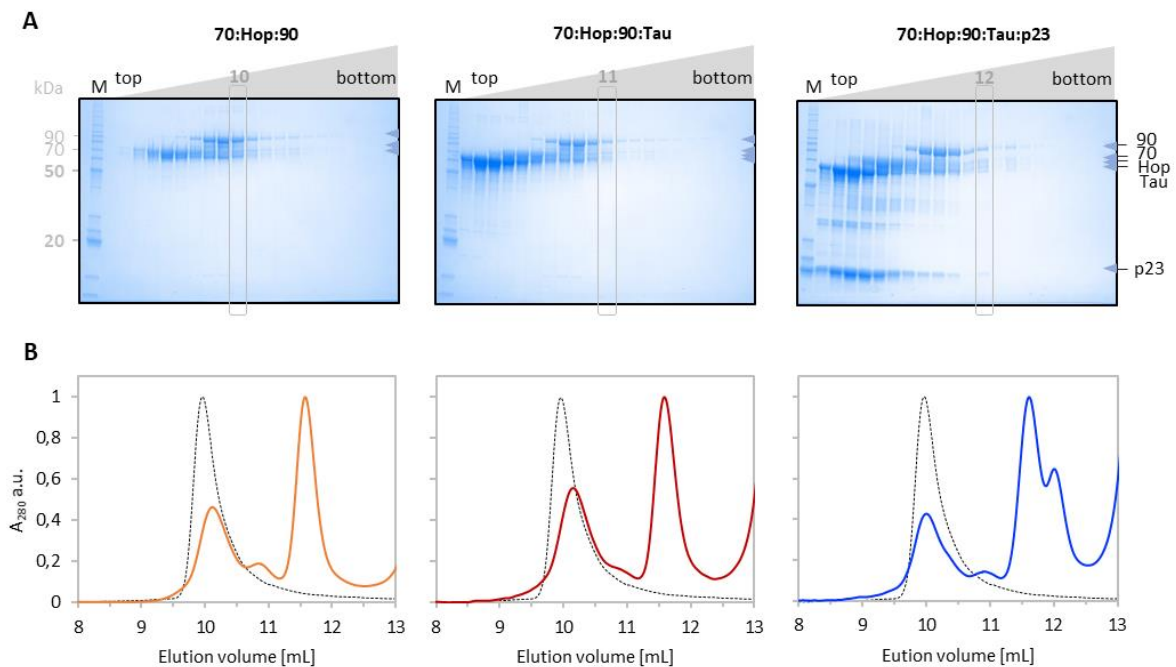 A
70:Hop:90
70:Hop:90:Tau
70:Hop:90:Tau:p23
kDa
M top 10 bottom
M top 11 bottom
M top 12 bottom
90
70
50
20
90
70
Hop
Tau
p23
B
A280 a.u.
1
0,8
0,6
0,4
0,2
0
8 9 10 11 12 13
8 9 10 11 12 13
8 9 10 11 12 13
Elution volume [mL]
Elution volume [mL]
Elution volume [mL]